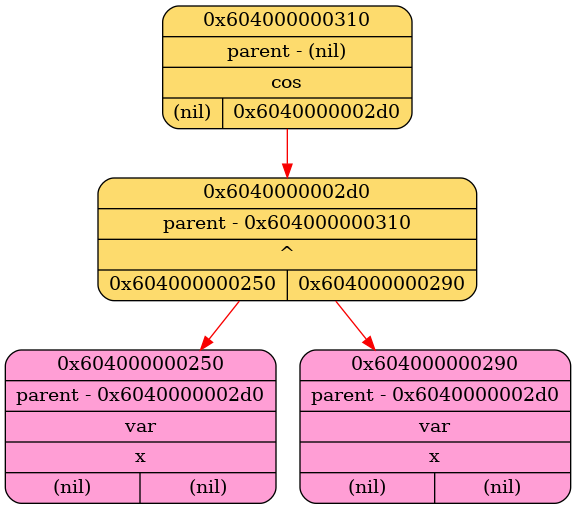 0x604000000310
parent - (nil)
cos
(nil) 0x6040000002d0
0x6040000002d0
parent - 0x604000000310
^
0x604000000250 0x604000000290
0x604000000250
parent - 0x6040000002d0
var
x
(nil) (nil)
0x604000000290
parent - 0x6040000002d0
var
x
(nil) (nil)